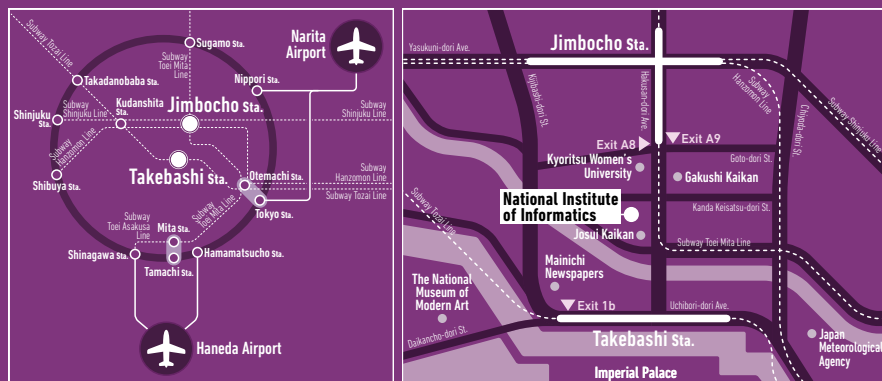 Narita
Airport
Sugamo Sta.
Subway Tozai Line
Subway
Toei Mita
Line
Takadanobaba Sta.
Nippori Sta.
Kudanshita
Sta.
Jimbocho Sta.
Shinjuku
Sta.
Subway
Shinjuku Line
Subway
Shinjuku Line
Subway
Hanzomon Line
Takebashi Sta.
Otemachi Sta.
Subway
Hanzomon Line
Subway Tozai Line
Shibuya Sta.
Tokyo Sta.
Subway
Toei Asakusa
Line
Mita Sta.
Subway
Toei Mita Line
Shinagawa Sta.
Hamamatsucho Sta.
Tamachi Sta.
Haneda Airport
Jimbocho Sta.
Yasukuni-dori Ave.
Kijibashi-dori St.
Hakusan-dori Ave.
Subway
Hanzomon Line
Chiyoda-dori St.
Subway Shinjuku Line
Exit A8
Exit A9
Kyoritsu Women's
University
Goto-dori St.
Gakushi Kaikan
National Institute
of Informatics
Kanda Keisatsu-dori St.
Subway Tozai Line
Josui Kaikan
Subway Toei Mita Line
Mainichi
Newspapers
The National
Museum of
Modern Art
Exit 1b
Uchibori-dori Ave.
Daikancho-dori St.
Takebashi Sta.
Japan
Meteorological
Agency
Imperial Palace